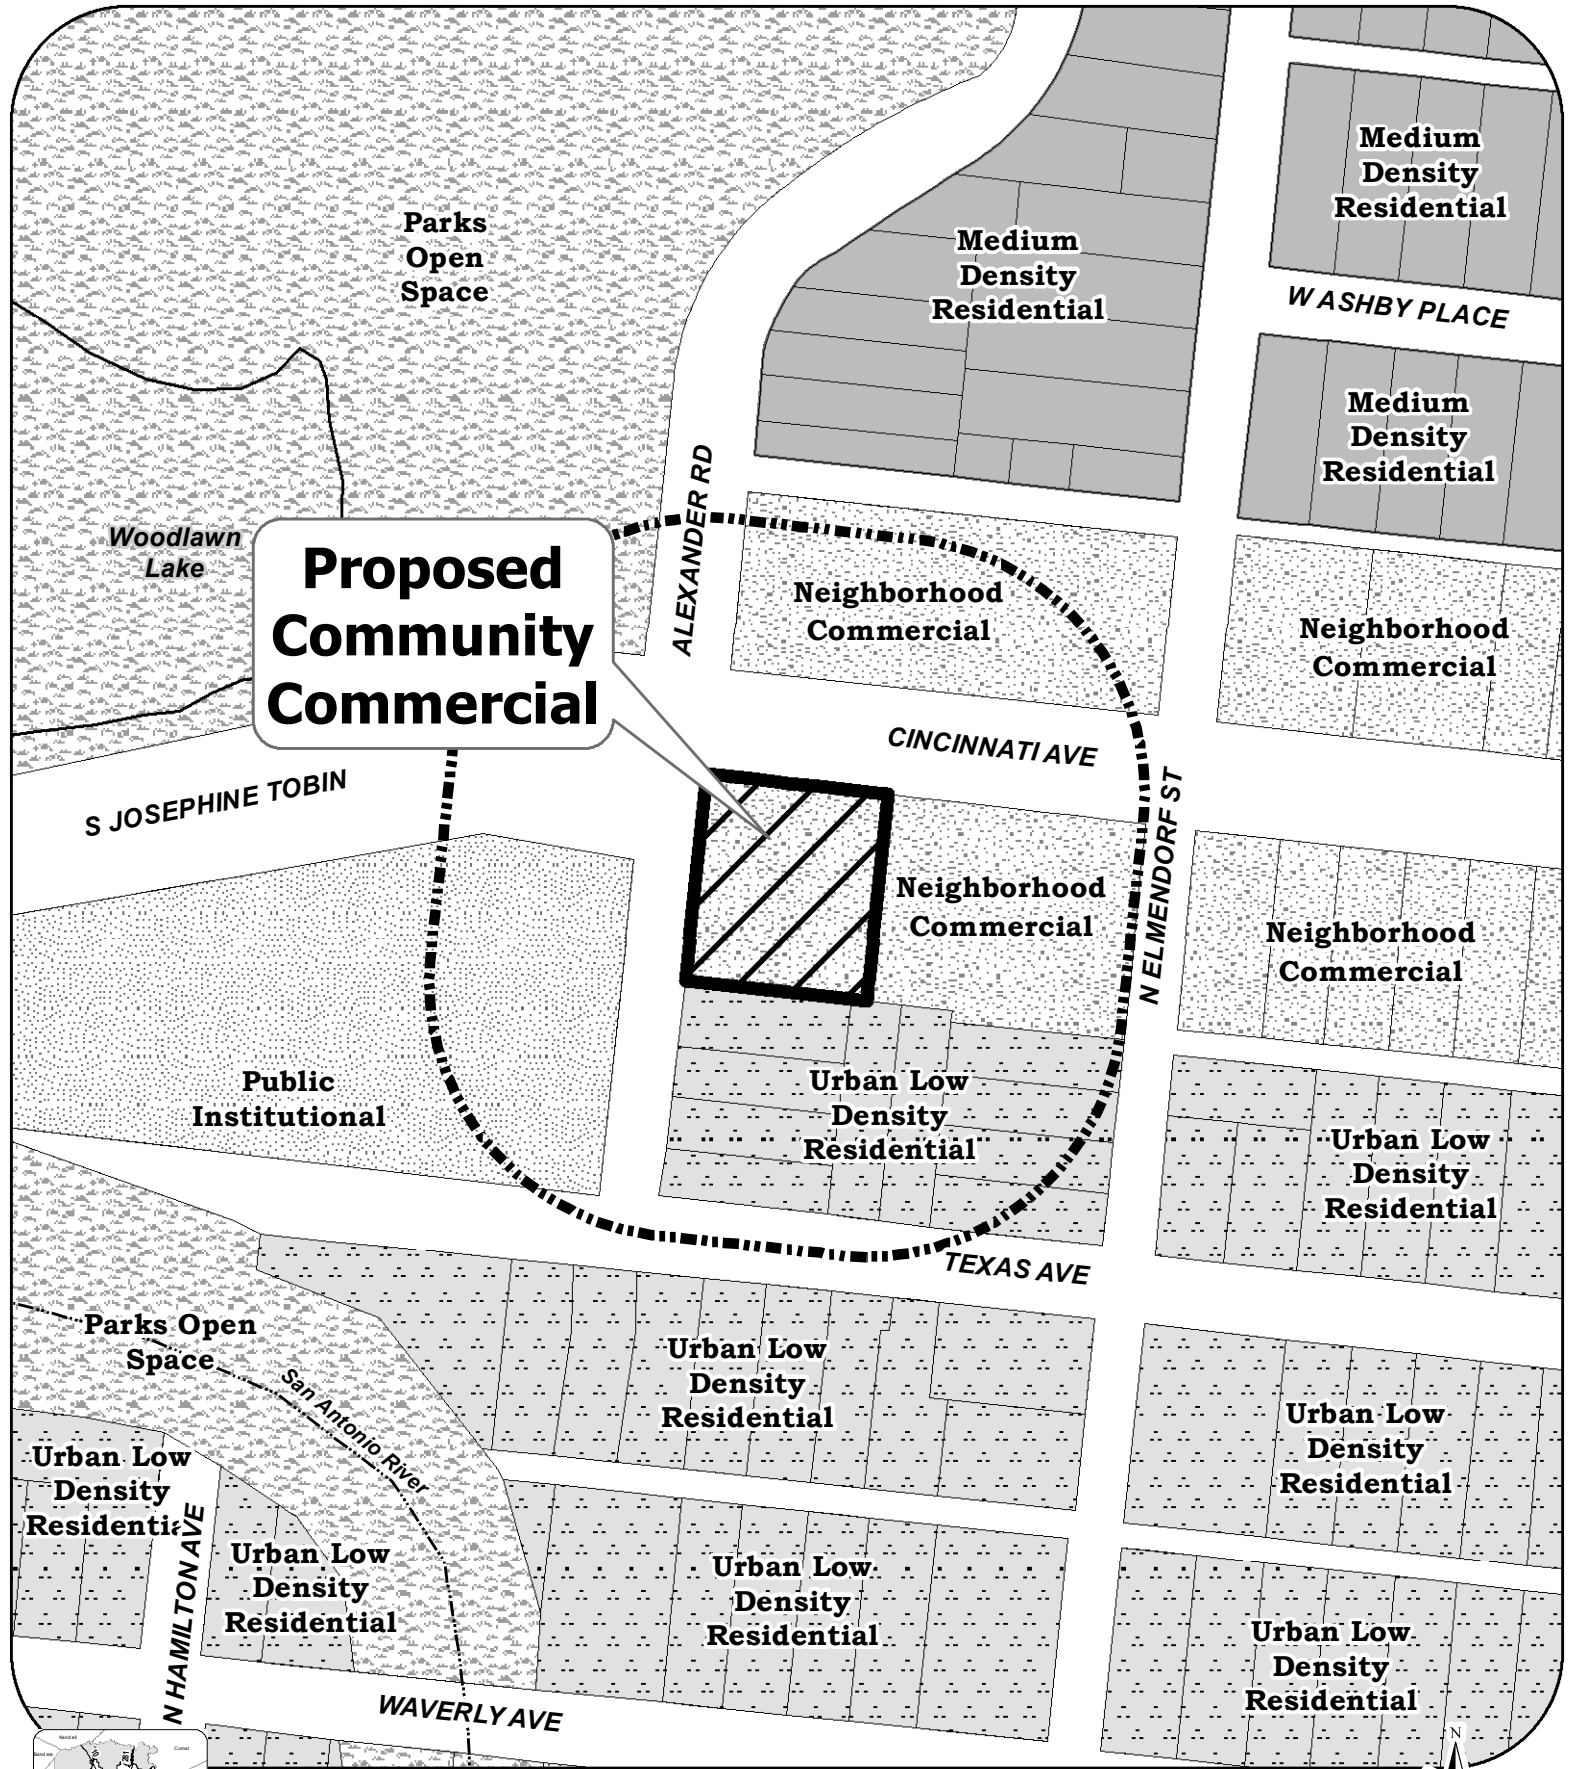 Medium
Density
Residential
Parks
Open
Space
Medium
Density
Residential
W ASHBY PLACE
Medium
Density
Residential
ALEXANDER RD
Woodlawn
Lake
Proposed
Community
Commercial
Neighborhood
Commercial
Neighborhood
Commercial
CINCINNATI AVE
S JOSEPHINE TOBIN
N ELMENDORF ST
Neighborhood
Commercial
Neighborhood
Commercial
Public
Institutional
Urban Low
Density
Residential
Urban Low
Density
Residential
TEXAS AVE
Parks Open
Space
San Antonio River
Urban Low
Density
Residential
Urban Low
Density
Residential
Urban Low
Density
Residential
N HAMILTON AVE
Urban Low
Density
Residential
Urban Low
Density
Residential
Urban Low
Density
Residential
WAVERLY AVE
Kendall
Bandera
Comal
281
N